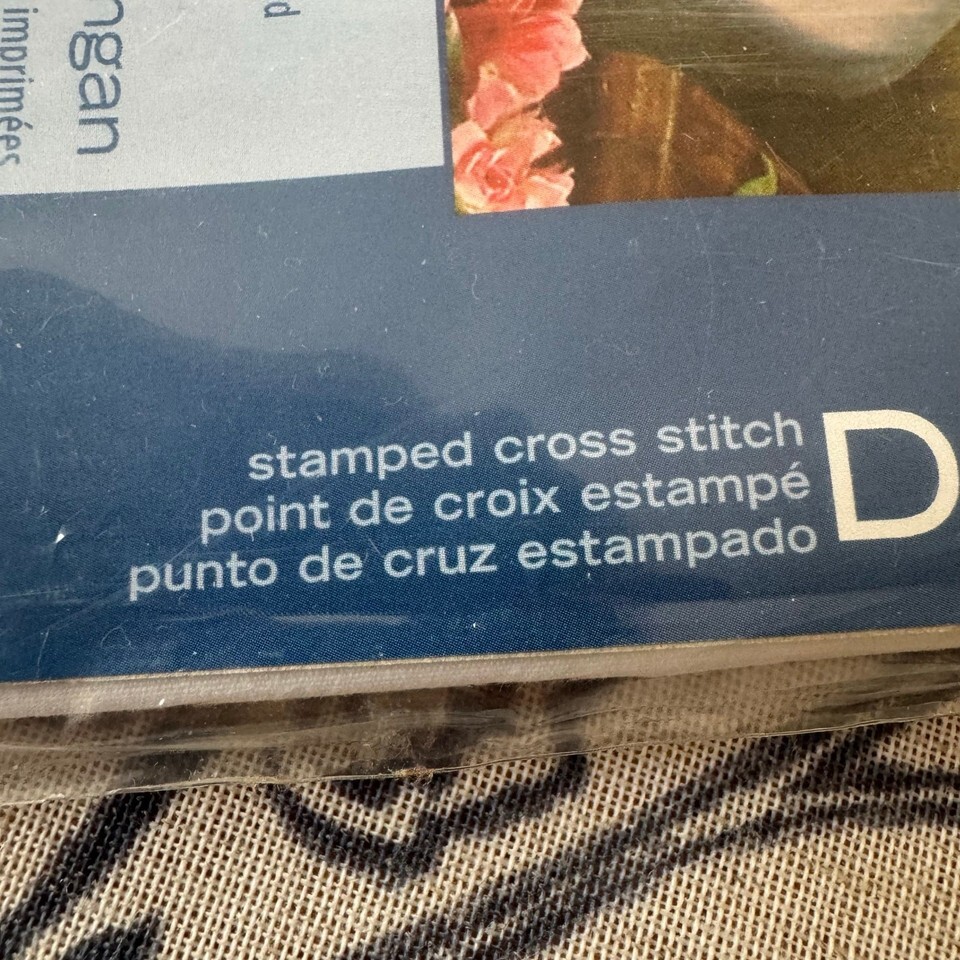 d
ngan
imprimées
stamped cross stitch
point de croix estampé
punto de cruz estampado
D